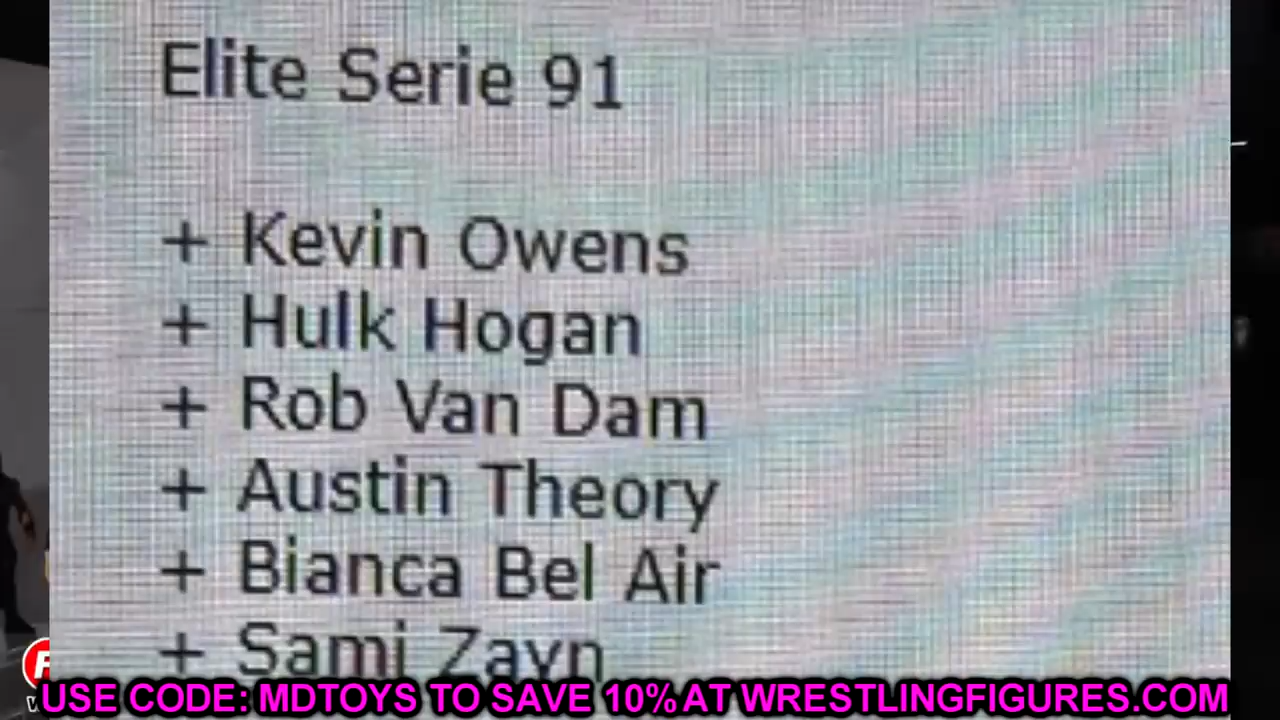 Elite Serie 91
+ Kevin Owens
+ Hulk Hogan
+ Rob Van Dam
+ Austin Theory
+ Bianca Bel Air
+ Sami Zayn
USE CODE: MDTOYS TO SAVE 10% AT WRESTLINGFIGURES.COM